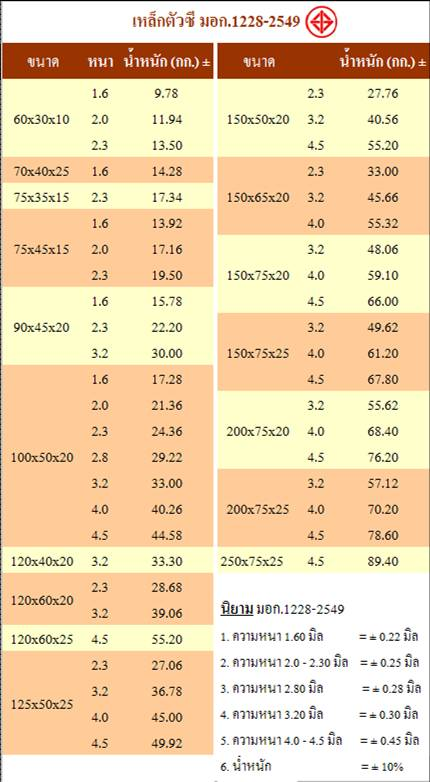 เหล็กตัวซี มอก.1228-2549
ขนาด หนา น้ำหนัก (กก.) ±
1.6 9.78
60x30x10 2.0 11.94
2.3 13.50
70x40x25 1.6 14.28
75x35x15 2.3 17.34
1.6 13.92
75x45x15 2.0 17.16
2.3 19.50
1.6 15.78
90x45x20 2.3 22.20
3.2 30.00
1.6 17.28
2.0 21.36
2.3 24.36
100x50x20 2.8 29.22
3.2 33.00
4.0 40.26
4.5 44.58
120x40x20 3.2 33.30
120x60x20 2.3 28.68
3.2 39.06
120x60x25 4.5 55.20
2.3 27.06
125x50x25 3.2 36.78
4.0 45.00
4.5 49.92
ขนาด น้ำหนัก (กก.) ±
2.3 27.76
150x50x20 3.2 40.56
4.5 55.20
2.3 33.00
150x65x20 3.2 45.66
4.0 55.32
3.2 48.06
150x75x20 4.0 59.10
4.5 66.00
3.2 49.62
150x75x25 4.0 61.20
4.5 67.80
3.2 55.62
200x75x20 4.0 68.40
4.5 76.20
3.2 57.12
200x75x25 4.0 70.20
4.5 78.60
250x75x25 4.5 89.40
นิยาม มอก.1228-2549
1. ความหนา 1.60 มิล = ± 0.22 มิล
2. ความหนา 2.0 - 2.30 มิล = ± 0.25 มิล
3. ความหนา 2.80 มิล = ± 0.28 มิล
4. ความหนา 3.20 มิล = ± 0.30 มิล
5. ความหนา 4.0 - 4.5 มิล = ± 0.45 มิล
6. น้ำหนัก = ± 10%